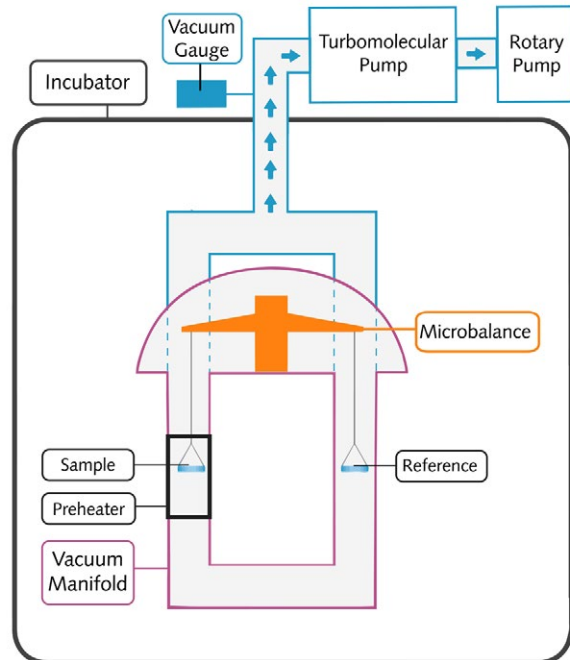 Vacuum
Gauge
Turbomolecular
Pump
Rotary
Pump
Incubator
Microbalance
Sample
Reference
Preheater
Vacuum
Manifold